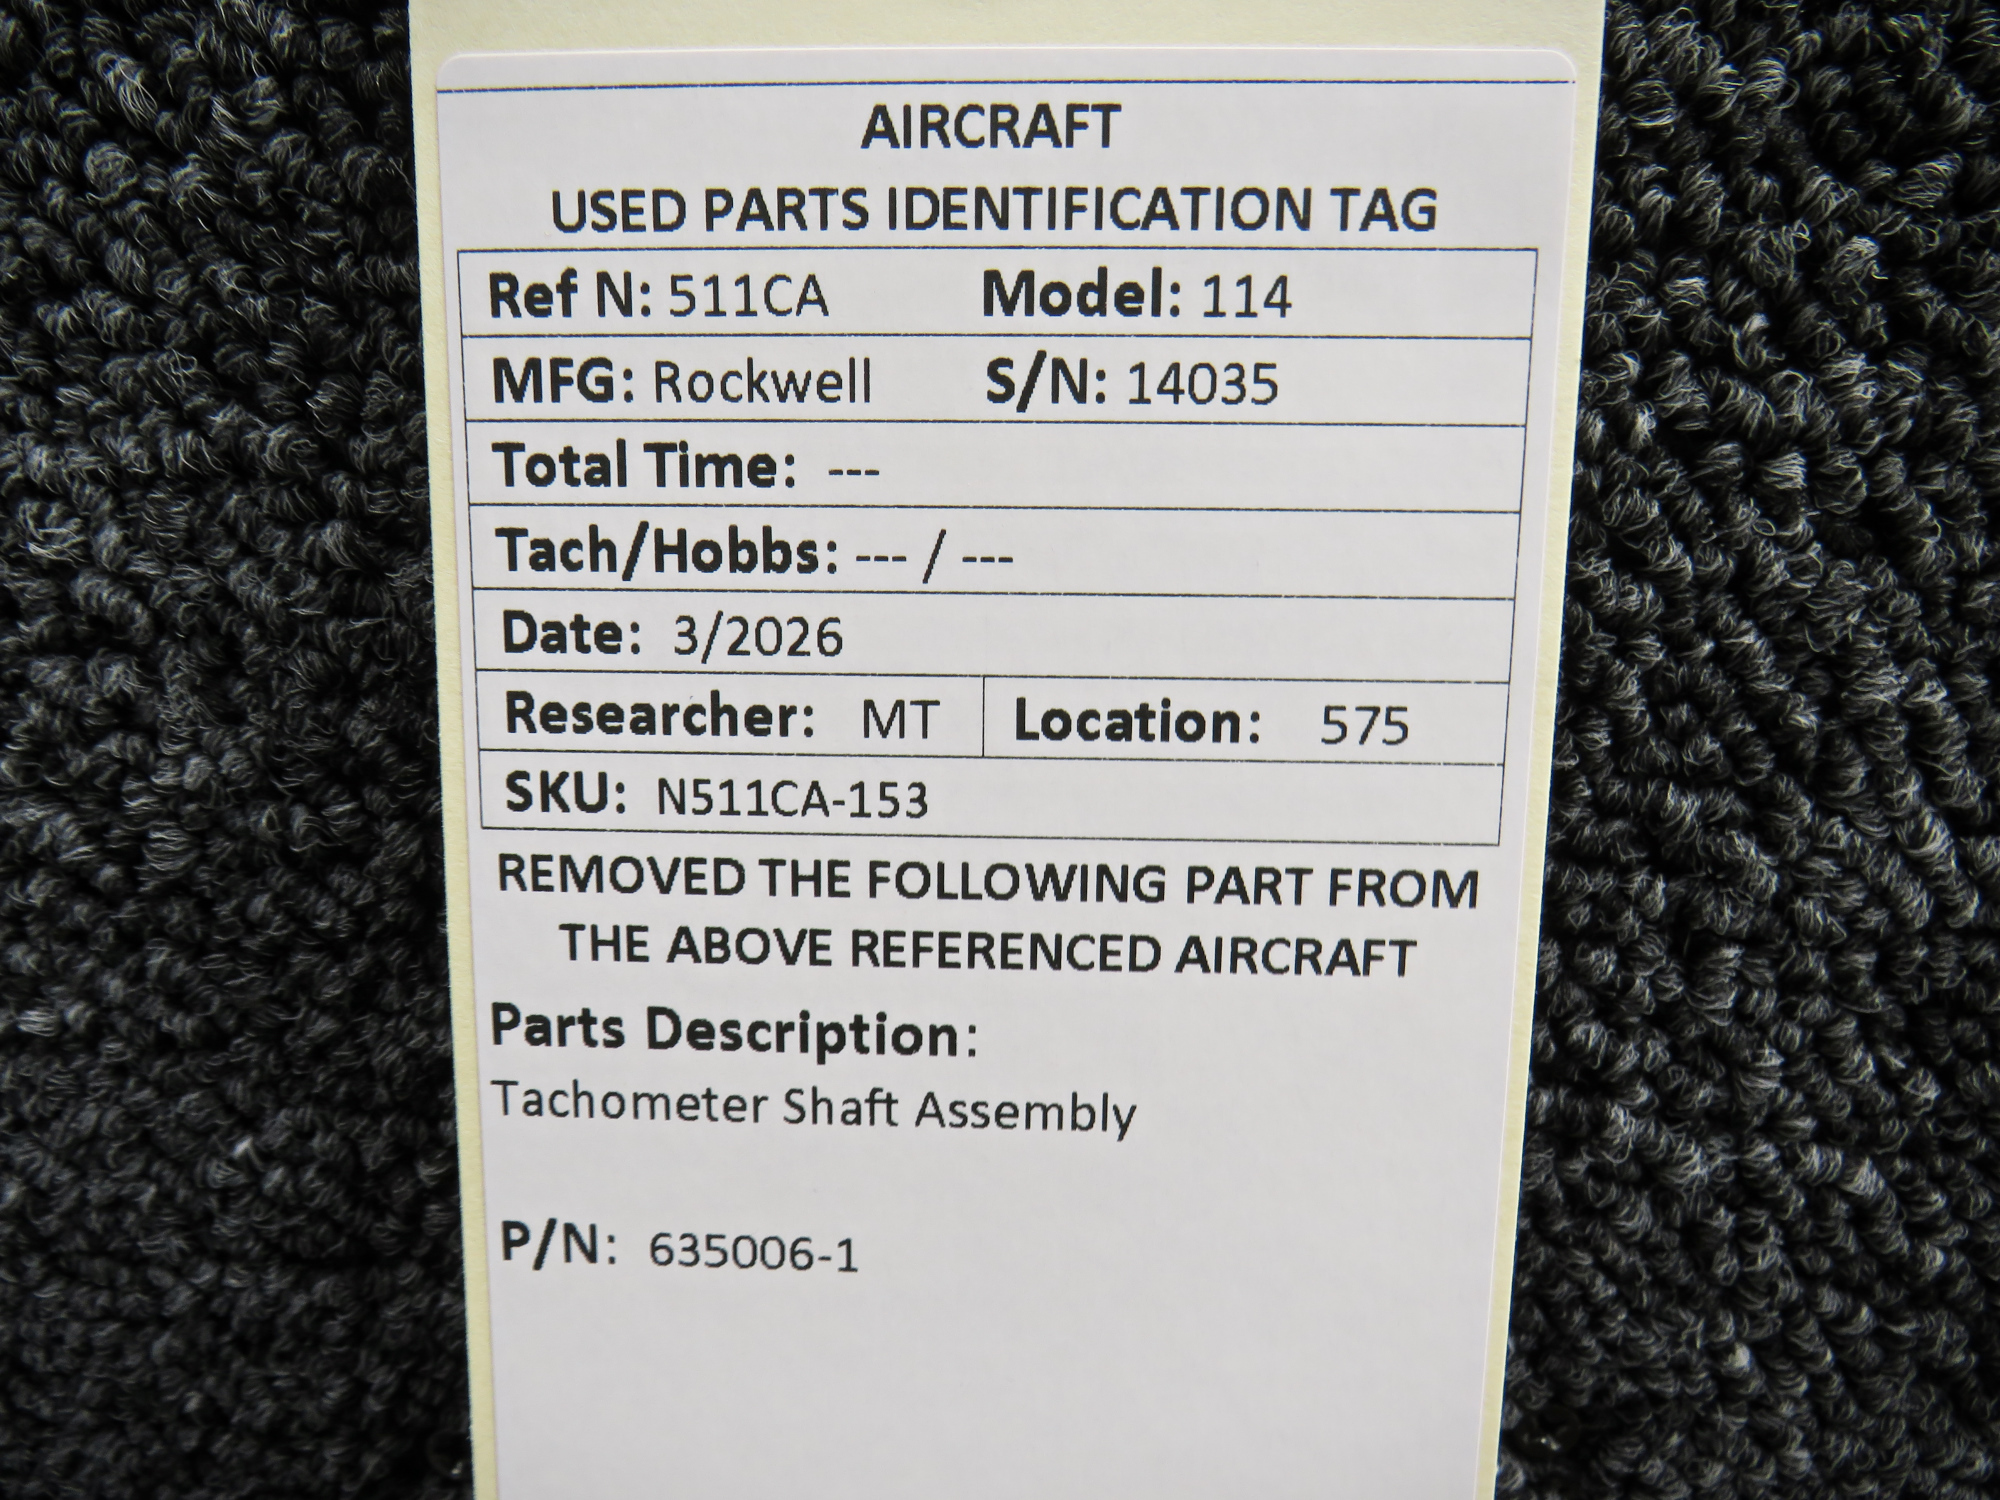 AIRCRAFT
USED PARTS IDENTIFICATION TAG
Ref N: 511CA Model: 114
MFG: Rockwell S/N: 14035
Total Time: ---
Tach/Hobbs: --- / ---
Date: 3/2026
Researcher: MT Location: 575
SKU: N511CA-153
REMOVED THE FOLLOWING PART FROM
THE ABOVE REFERENCED AIRCRAFT
Parts Description:
Tachometer Shaft Assembly
P/N: 635006-1